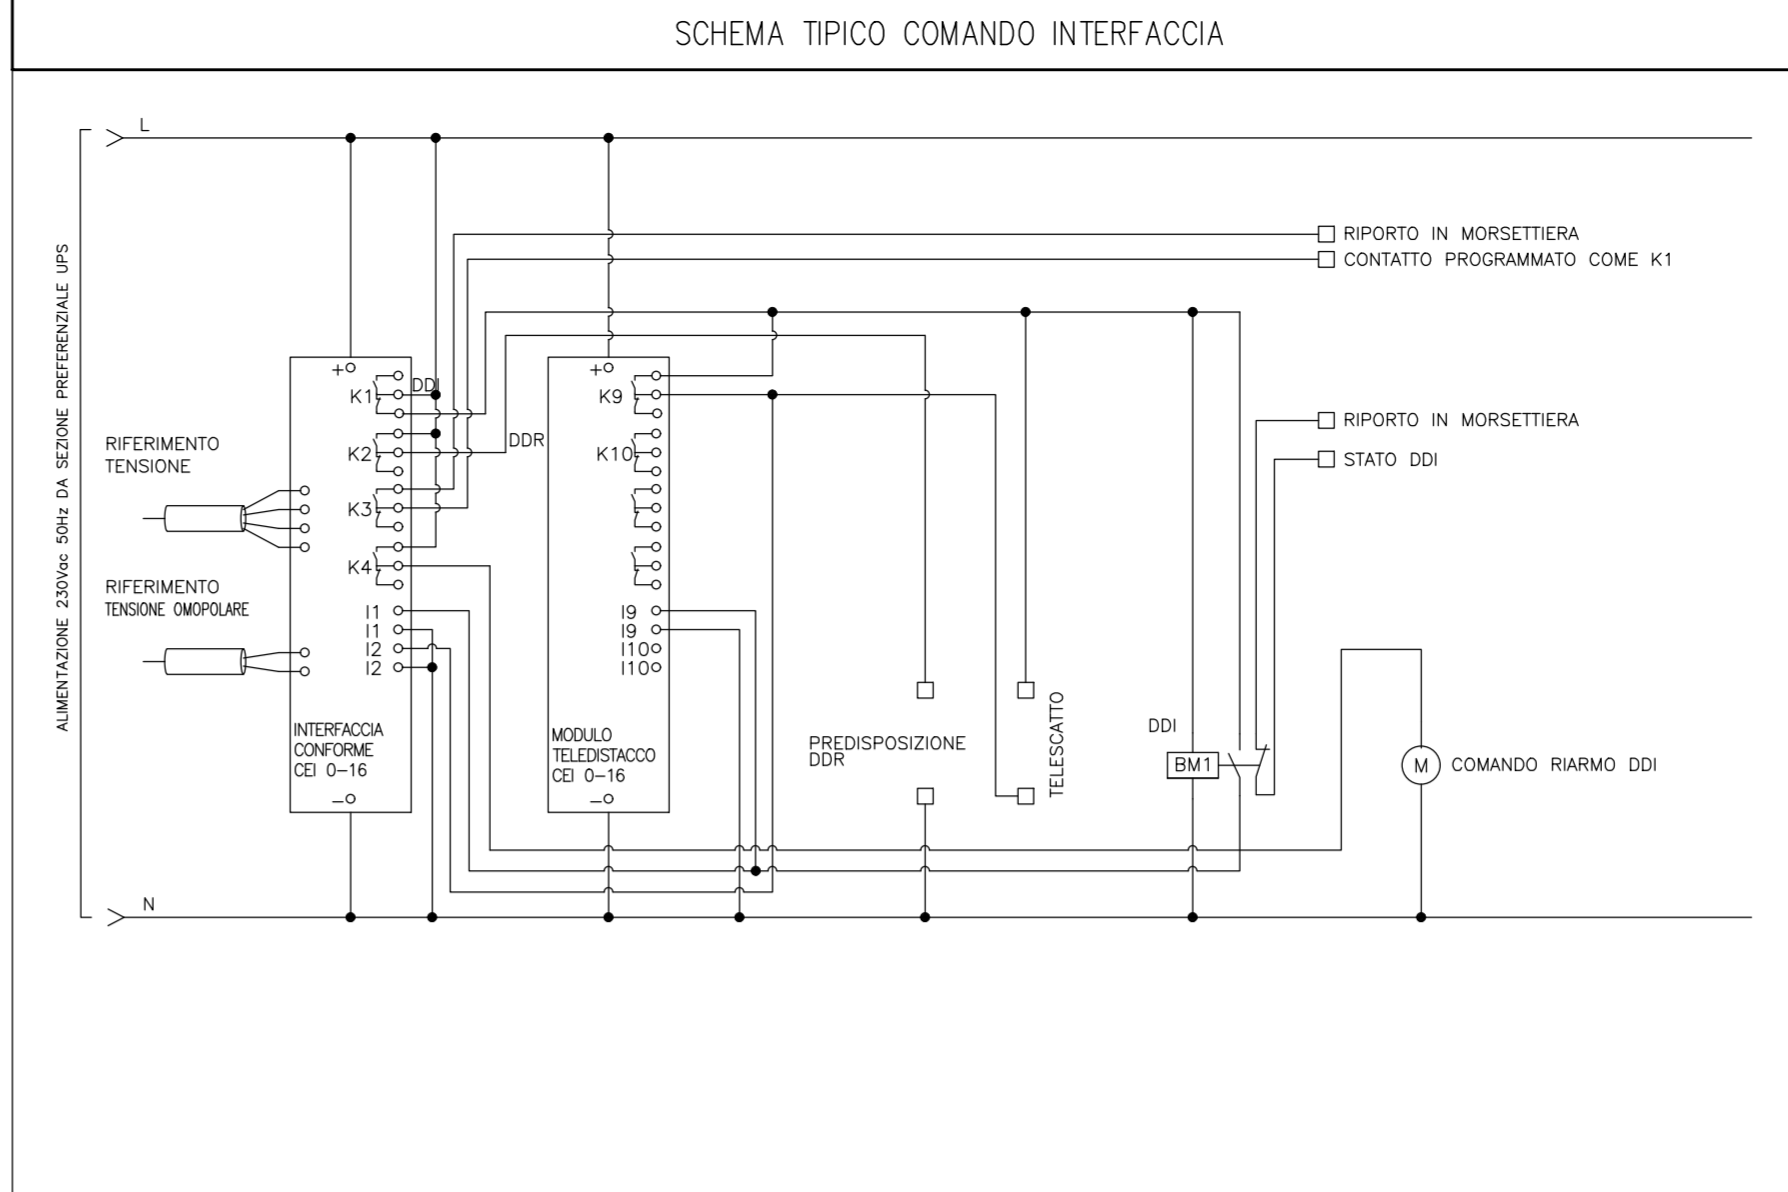 SCHEMA TIPICO COMANDO INTERFACCIA
L
RIPORTO IN MORSETTIERA
CONTATTO PROGRAMMATO COME K1
ALIMENTAZIONE 230Vac 50Hz DA SEZIONE PREFERENZIALE UPS
RIFERIMENTO
TENSIONE
RIFERIMENTO
TENSIONE OMOPOLARE
+
K1
DDI
K2
DDR
K3
K4
I1
I1
I2
I2
INTERFACCIA
CONFORME
CEI 0-16
−
+
K9
K10
I9
I9
I10
I10
MODULO
TELEDISTACCO
CEI 0-16
−
PREDISPOSIZIONE
DDR
TELESCATTO
RIPORTO IN MORSETTIERA
STATO DDI
DDI
BM1
M
COMANDO RIARMO DDI
N